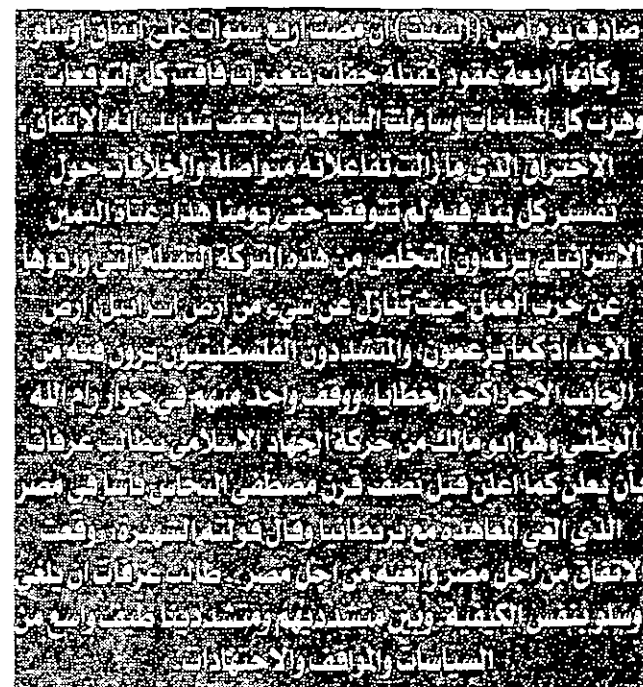 صادف يوم امس (السبت) ان مضت اربع سنوات على اتفاق اوسلو
وكأنها اربعة عقود ثقيلة حفلت بتغيرات فاقت كل التوقعات
وهزت كل المسلمات وساءلت البديهيات بعنف شديد.. انه الاتفاق
الاختراق الذي ما زالت تفاعلاته متواصلة والخلافات حول
تفسير كل بند فيه لم تتوقف حتى يومنا هذا. عتاة اليمين
الاسرائيلي يريدون التخلص من هذه التركة الثقيلة التي ورثوها
عن حزب العمل حيث تنازل عن شيء من ارض اسرائيل، ارض
الاجداد كما يزعمون، والمتشددون الفلسطينيون يرون فيه من
الجانب الآخر اكبر الخطايا، ووقف واحد منهم في حوار رام الله
الوطني وهو ابو مالك من حركة الجهاد الاسلامي يطالب عرفات
بأن يعلن كما اعلن قبل نصف قرن مصطفى النحاس باشا في مصر
الذي الغى المعاهدة مع بريطانيا وقال قولته الشهيرة: وقعت
الاتفاق من اجل مصر وألغيه من اجل مصر.. طالب عرفات ان يلغي
اوسلو بنفس الكيفية. وبين متشدديهم ومتشددينا طيف واسع من
السياسات والمواقف والاجتهادات